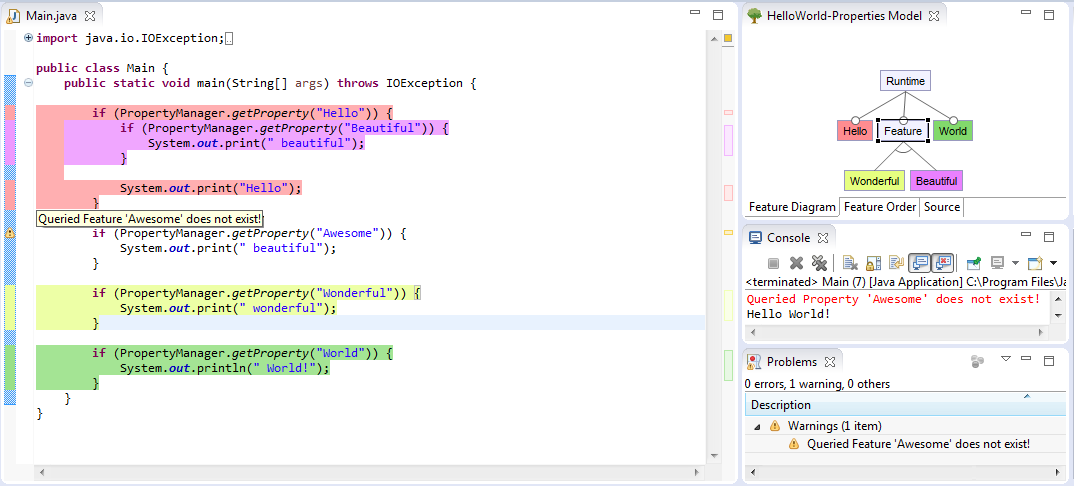 Main.java
import java.io.IOException;
public class Main {
public static void main(String[] args) throws IOException {
if (PropertyManager.getProperty("Hello")) {
if (PropertyManager.getProperty("Beautiful")) {
System.out.print(" beautiful");
}
System.out.print("Hello");
}
Queried Feature 'Awesome' does not exist!
if (PropertyManager.getProperty("Awesome")) {
System.out.print(" beautiful");
}
if (PropertyManager.getProperty("Wonderful")) {
System.out.print(" wonderful");
}
if (PropertyManager.getProperty("World")) {
System.out.println(" World!");
}
}
}
HelloWorld-Properties Model
Runtime
Hello Feature World
Wonderful Beautiful
Feature Diagram Feature Order Source
Console
<terminated> Main (7) [Java Application] C:\Program Files\Ja
Queried Property 'Awesome' does not exist!
Hello World!
Problems
0 errors, 1 warning, 0 others
Description
Warnings (1 item)
Queried Feature 'Awesome' does not exist!